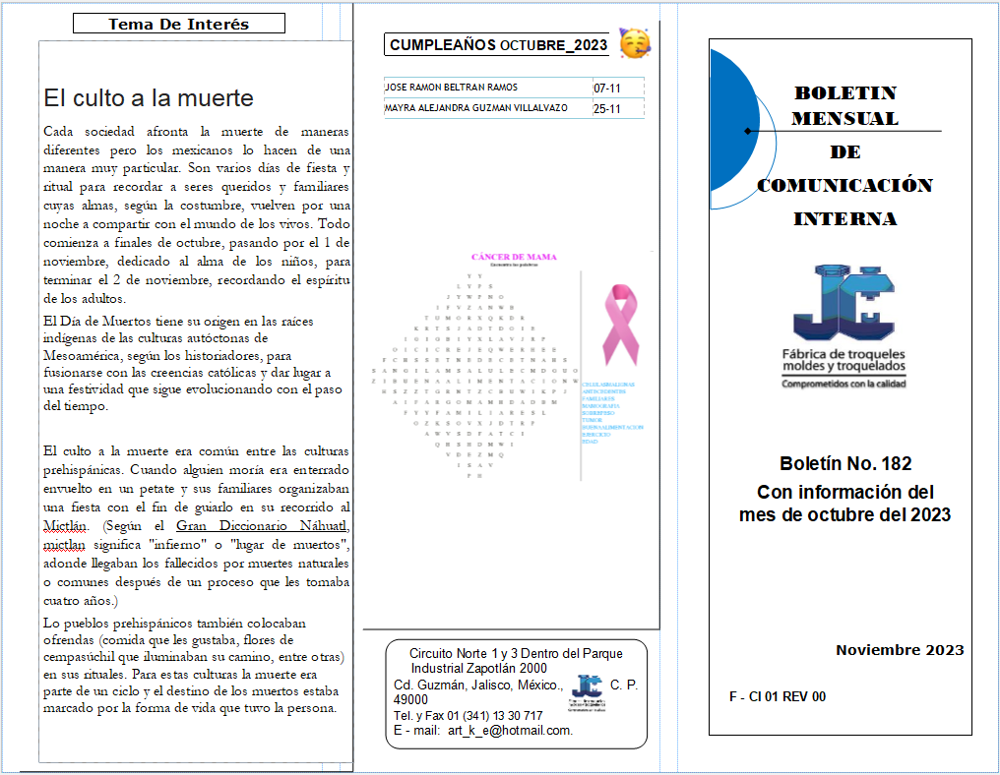 Tema De Interés
El culto a la muerte
Cada sociedad afronta la muerte de maneras
diferentes pero los mexicanos lo hacen de una
manera muy particular. Son varios días de fiesta y
ritual para recordar a seres queridos y familiares
cuyas almas, según la costumbre, vuelven por una
noche a compartir con el mundo de los vivos. Todo
comienza a finales de octubre, pasando por el 1 de
noviembre, dedicado al alma de los niños, para
terminar el 2 de noviembre, recordando el espíritu
de los adultos.
El Día de Muertos tiene su origen en las raíces
indígenas de las culturas autóctonas de
Mesoamérica, según los historiadores, para
fusionarse con las creencias católicas y dar lugar a
una festividad que sigue evolucionando con el paso
del tiempo.
El culto a la muerte era común entre las culturas
prehispánicas. Cuando alguien moría era enterrado
envuelto en un petate y sus familiares organizaban
una fiesta con el fin de guiarlo en su recorrido al
Mictlán. (Según el Gran Diccionario Náhuatl,
mictlan significa "infierno" o "lugar de muertos",
adonde llegaban los fallecidos por muertes naturales
o comunes después de un proceso que les tomaba
cuatro años.)
Lo pueblos prehispánicos también colocaban
ofrendas (comida que les gustaba, flores de
cempasúchil que iluminaban su camino, entre otras)
en sus rituales. Para estas culturas la muerte era
parte de un ciclo y el destino de los muertos estaba
marcado por la forma de vida que tuvo la persona.
CUMPLEAÑOS OCTUBRE_2023
JOSE RAMON BELTRAN RAMOS 07-11
MAYRA ALEJANDRA GUZMAN VILLALVAZO 25-11
CÁNCER DE MAMA
ANTECEDENTES
FAMILIARES
TUMOR
BUENAALIMENTACION
EJERCICIO
EDAD
Circuito Norte 1 y 3 Dentro del Parque
Industrial Zapotlán 2000
Cd. Guzmán, Jalisco, México., C. P.
49000
Tel. y Fax 01 (341) 13 30 717
E - mail: art_k_e@hotmail.com.
BOLETIN
MENSUAL
DE
COMUNICACIÓN
INTERNA
JC
Fábrica de troqueles
moldes y troquelados
Comprometidos con la calidad
Boletín No. 182
Con información del
mes de octubre del 2023
Noviembre 2023
F - CI 01 REV 00